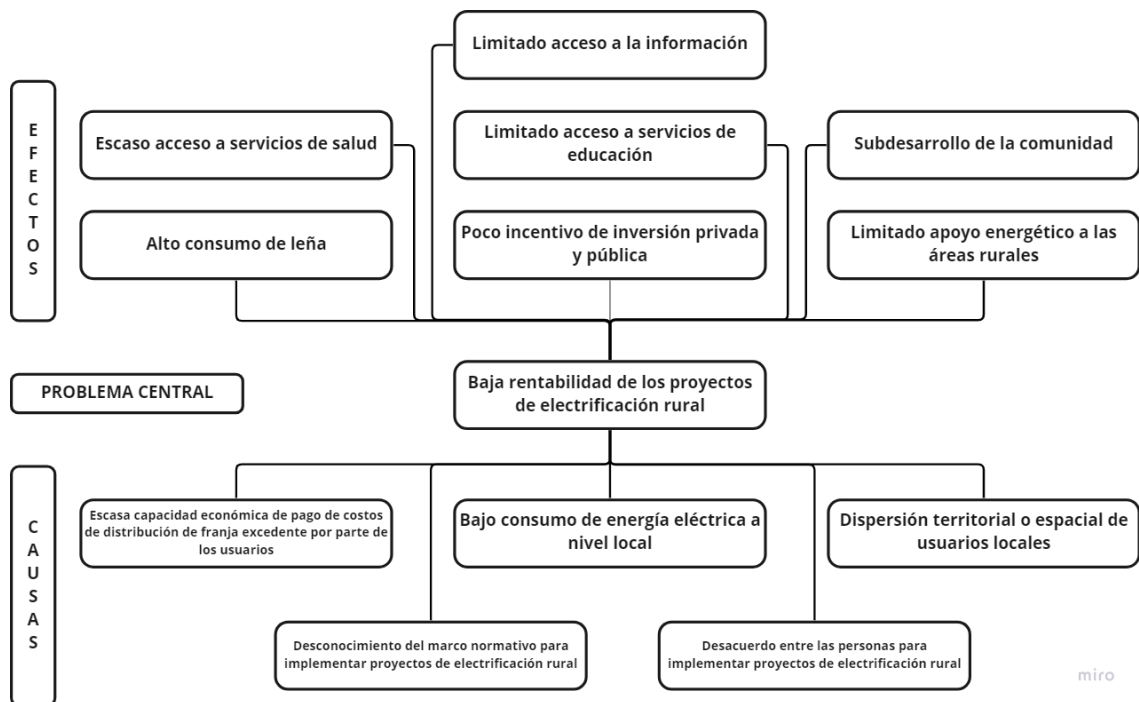 Limitado acceso a la información
EFECTOS
Escaso acceso a servicios de salud
Limitado acceso a servicios de
educación
Subdesarrollo de la comunidad
Alto consumo de leña
Poco incentivo de inversión privada
y pública
Limitado apoyo energético a las
áreas rurales
PROBLEMA CENTRAL
Baja rentabilidad de los proyectos
de electrificación rural
CAUSAS
Escasa capacidad económica de pago de costos
de distribución de franja excedente por parte de
los usuarios
Bajo consumo de energía eléctrica a
nivel local
Dispersión territorial o espacial de
usuarios locales
Desconocimiento del marco normativo para
implementar proyectos de electrificación rural
Desacuerdo entre las personas para
implementar proyectos de electrificación rural
miro